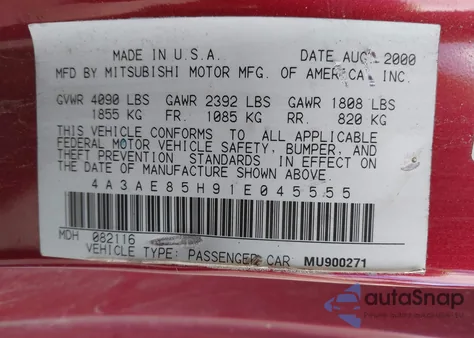 MADE IN U.S.A. DATE AUG 2000
MFD BY MITSUBISHI MOTOR MFG. OF AMERICA, INC.
GVWR 4090 LBS GAWR 2392 LBS GAWR 1808 LBS
1855 KG FR. 1085 KG RR. 820 KG
THIS VEHICLE CONFORMS TO ALL APPLICABLE
FEDERAL MOTOR VEHICLE SAFETY, BUMPER, AND
THEFT PREVENTION STANDARDS IN EFFECT ON
THE DATE OF MANUFACTURE SHOWN ABOVE.
4A3AE85H91E045555
MDH 082116
VEHICLE TYPE: PASSENGER CAR MU900271
autoSnap